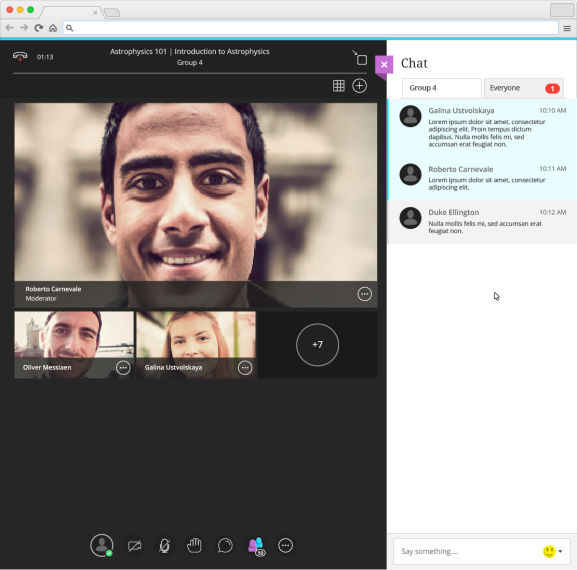 01:13
Astrophysics 101 | Introduction to Astrophysics
Group 4
Roberto Carnevale
Moderator
Oliver Messiaen
Galina Ustvolskaya
+7
10
Chat
Group 4
Everyone
1
Galina Ustvolskaya
10:10 AM
Lorem ipsum dolor sit amet, consectetur
adipiscing elit. Proin tempus dictum
dapibus. Nulla mollis felis mi, sed
accumsan erat feugiat non.
Roberto Carnevale
10:11 AM
Lorem ipsum dolor sit amet, consectetur
adipiscing elit.
Duke Ellington
10:12 AM
Nulla mollis felis mi, sed accumsan erat
feugiat non.
Say something....